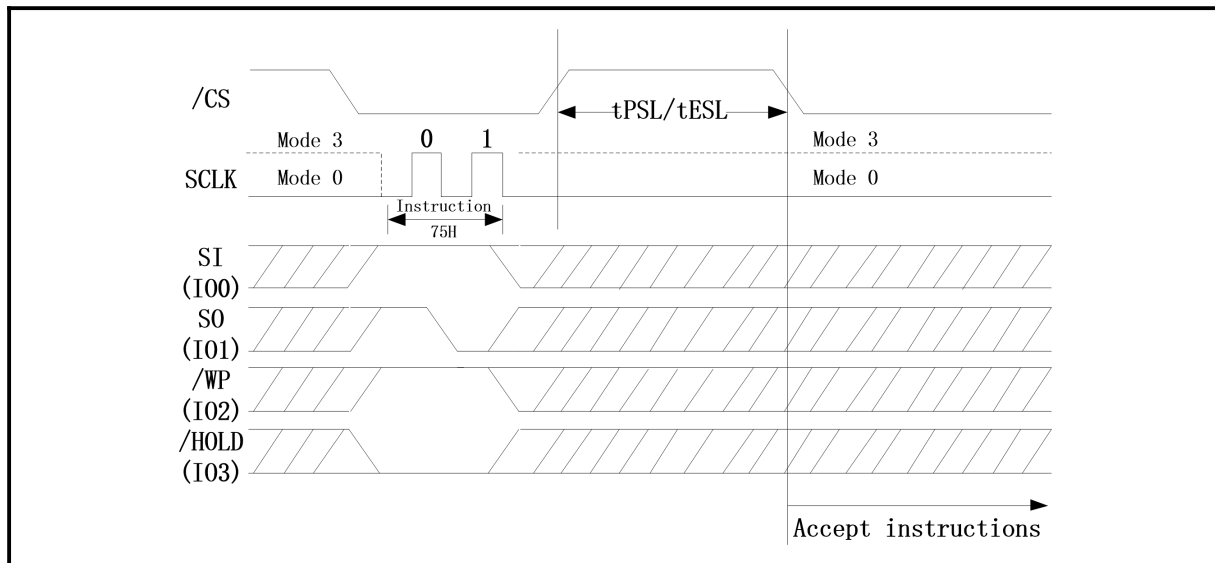 /CS
tPSL/tESL
Mode 3
0
1
Mode 3
SCLK
Mode 0
Mode 0
Instruction
75H
SI
(IO0)
SO
(IO1)
/WP
(IO2)
/HOLD
(IO3)
Accept instructions